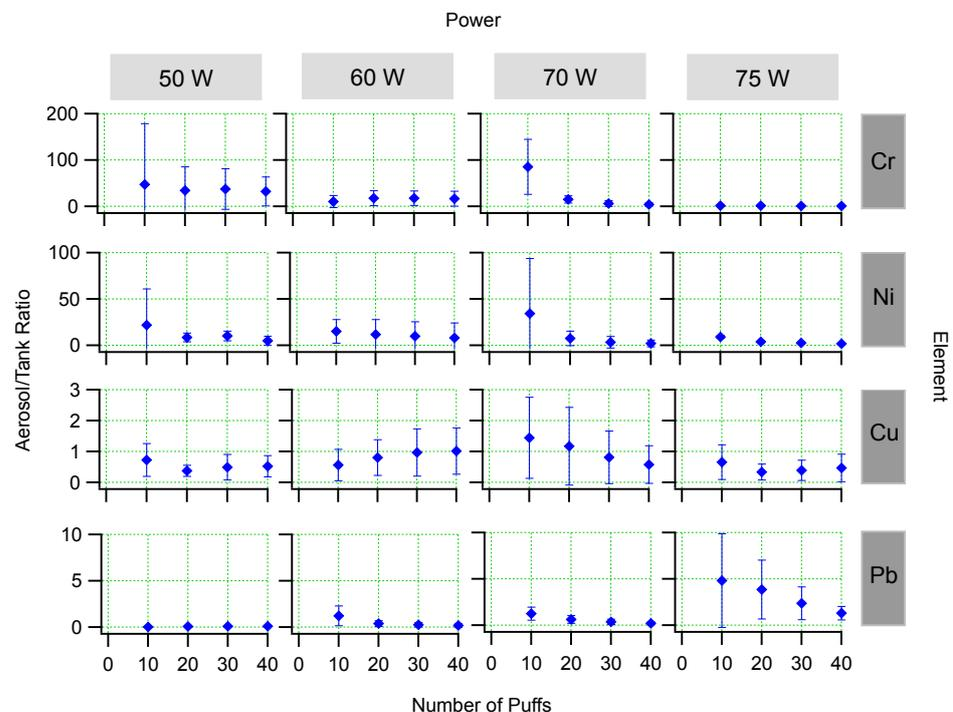 Power
50 W 60 W 70 W 75 W
200
100
0
Cr
100
50
0
Ni
3
2
1
0
Cu
10
5
0
Pb
0 10 20 30 40 0 10 20 30 40 0 10 20 30 40 0 10 20 30 40
Number of Puffs
Aerosol/Tank Ratio
Element